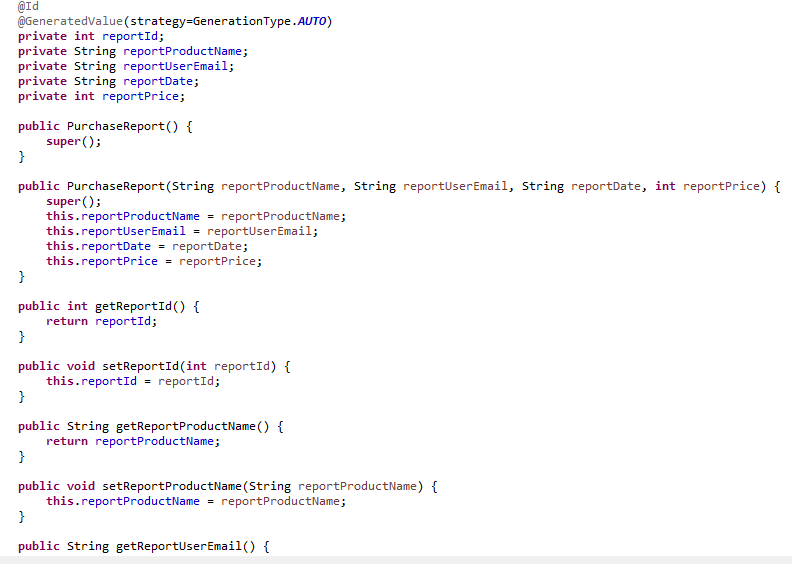 @Id
@GeneratedValue(strategy=GenerationType.AUTO)
private int reportId;
private String reportProductName;
private String reportUserEmail;
private String reportDate;
private int reportPrice;
public PurchaseReport() {
super();
}
public PurchaseReport(String reportProductName, String reportUserEmail, String reportDate, int reportPrice) {
super();
this.reportProductName = reportProductName;
this.reportUserEmail = reportUserEmail;
this.reportDate = reportDate;
this.reportPrice = reportPrice;
}
public int getReportId() {
return reportId;
}
public void setReportId(int reportId) {
this.reportId = reportId;
}
public String getReportProductName() {
return reportProductName;
}
public void setReportProductName(String reportProductName) {
this.reportProductName = reportProductName;
}
public String getReportUserEmail() {